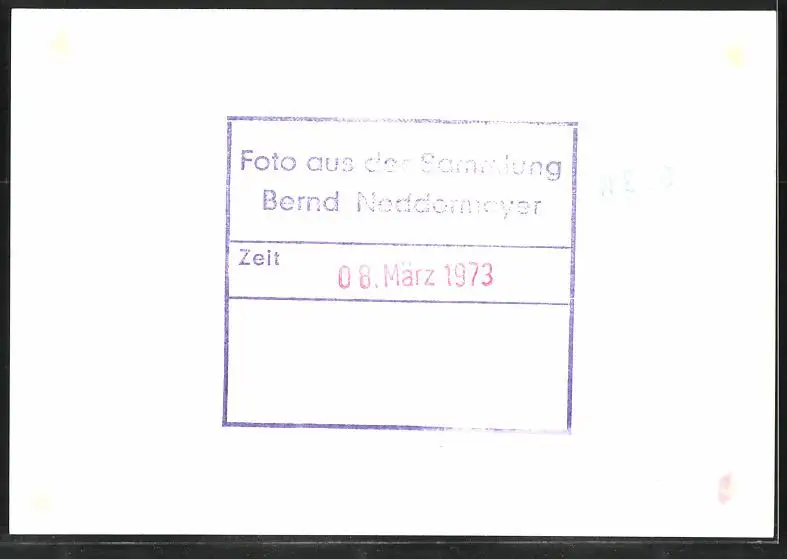 Foto aus der Sammlung
Bernd Neddermeyer
Zeit
08. März 1973